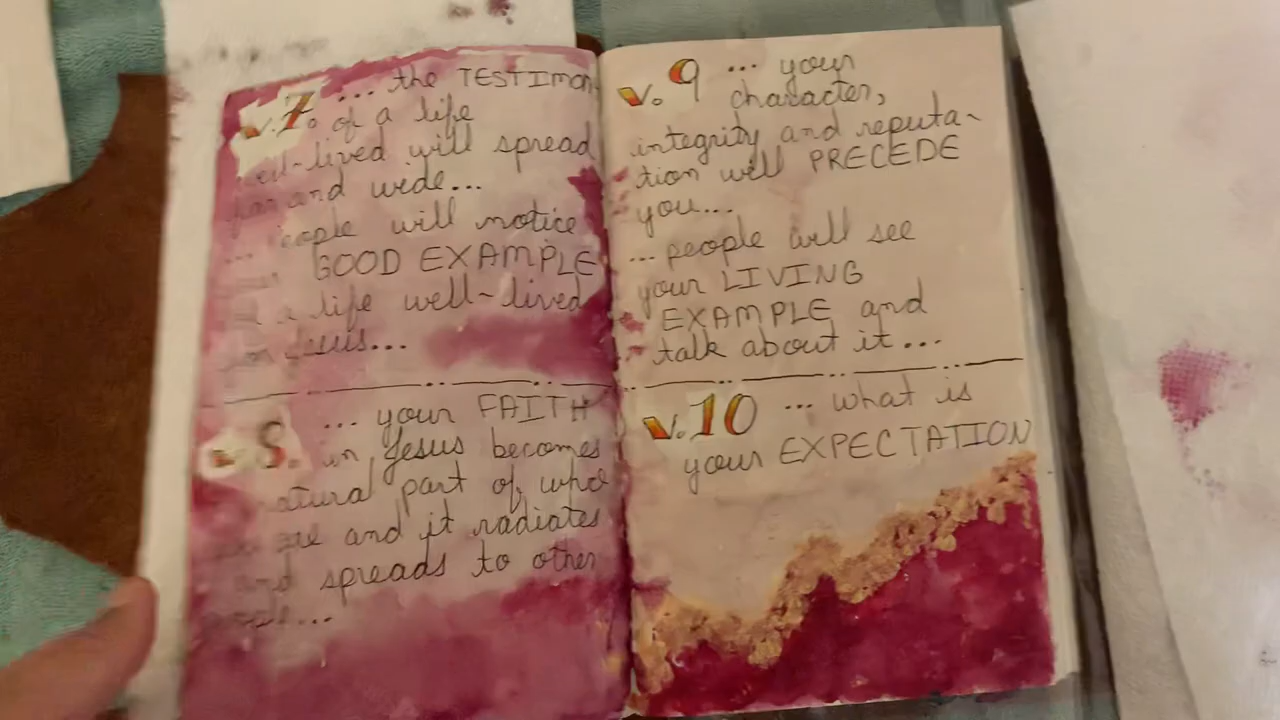 v.7. ... the TESTIMON
of a life
well-lived will spread
far and wide...
... people will notice
GOOD EXAMPLE
a life well-lived
Jesus...
8. ... your FAITH
in Jesus becomes
natural part of who
are and it radiates
and spreads to other
v.9 ... your
character,
integrity and reputa-
tion will PRECEDE
you...
... people will see
your LIVING
EXAMPLE and
talk about it...
v.10 ... what is
your EXPECTATION